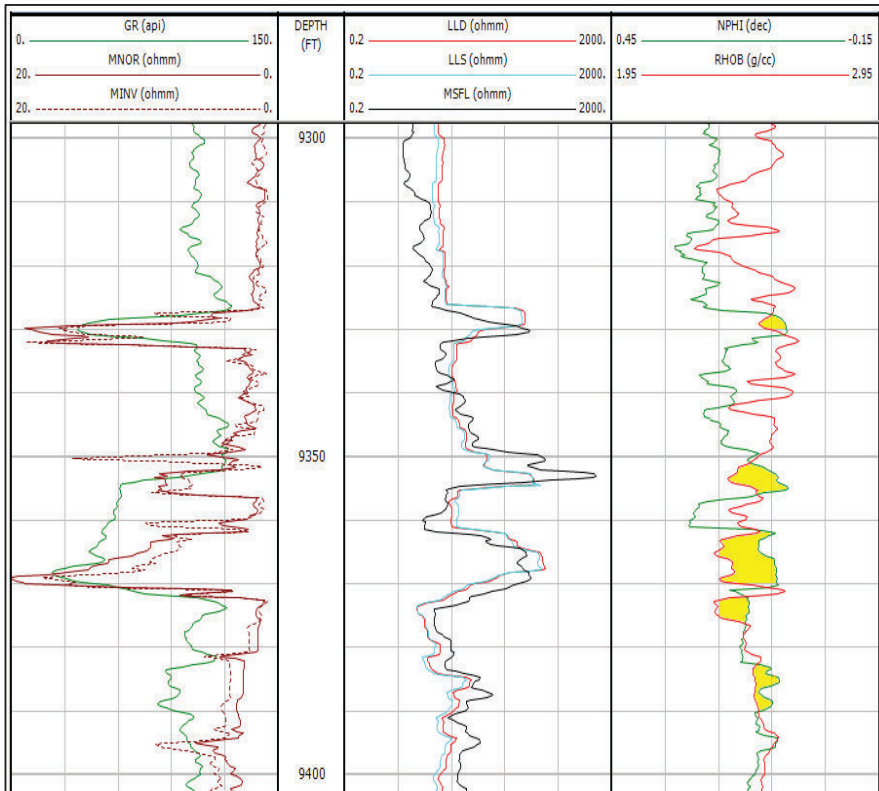 GR (api)
0. 150.
MNOR (ohmm)
20. 0.
MINV (ohmm)
20. 0.
DEPTH
(FT)
LLD (ohmm)
0.2 2000.
LLS (ohmm)
0.2 2000.
MSFL (ohmm)
0.2 2000.
NPHI (dec)
0.45 -0.15
RHOB (g/cc)
1.95 2.95
9300
9350
9400